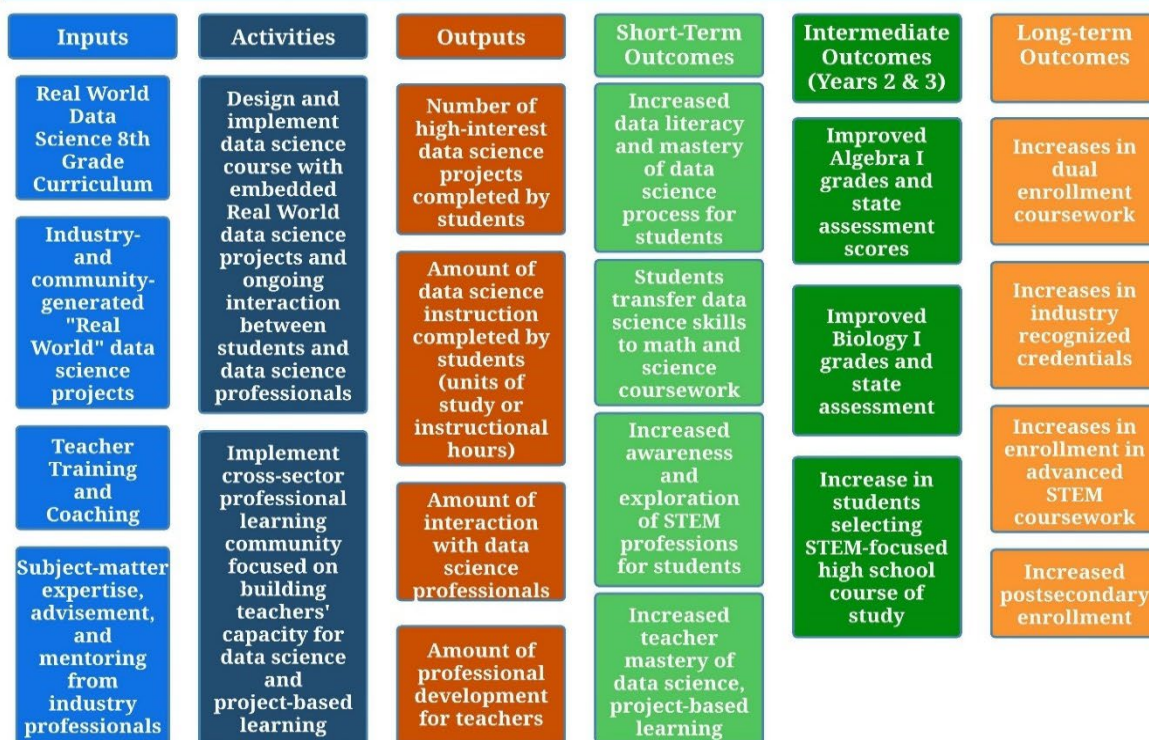 Inputs
Real World
Data
Science 8th
Grade
Curriculum
Industry-
and
community-
generated
"Real
World" data
science
projects
Teacher
Training
and
Coaching
Subject-matter
expertise,
advisement,
and
mentoring
from
industry
professionals
Activities
Design and
implement
data science
course with
embedded
Real World
data science
projects and
ongoing
interaction
between
students and
data science
professionals
Implement
cross-sector
professional
learning
community
focused on
building
teachers'
capacity for
data science
and
project-based
learning
Outputs
Number of
high-interest
data science
projects
completed by
students
Amount of
data science
instruction
completed by
students
(units of
study or
instructional
hours)
Amount of
interaction
with data
science
professionals
Amount of
professional
development
for teachers
Short-Term
Outcomes
Increased
data literacy
and mastery
of data
science
process for
students
Students
transfer data
science skills
to math and
science
coursework
Increased
awareness
and
exploration
of STEM
professions
for students
Increased
teacher
mastery of
data science,
project-based
learning
Intermediate
Outcomes
(Years 2 & 3)
Improved
Algebra I
grades and
state
assessment
scores
Improved
Biology I
grades and
state
assessment
Increase in
students
selecting
STEM-focused
high school
course of
study
Long-term
Outcomes
Increases in
dual
enrollment
coursework
Increases in
industry
recognized
credentials
Increases in
enrollment in
advanced
STEM
coursework
Increased
postsecondary
enrollment